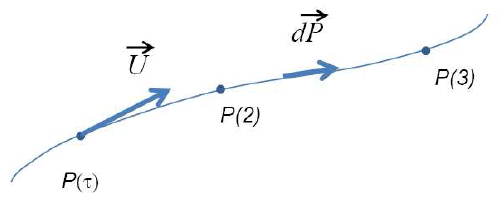 U⃗
dP⃗
P(τ)
P(2)
P(3)